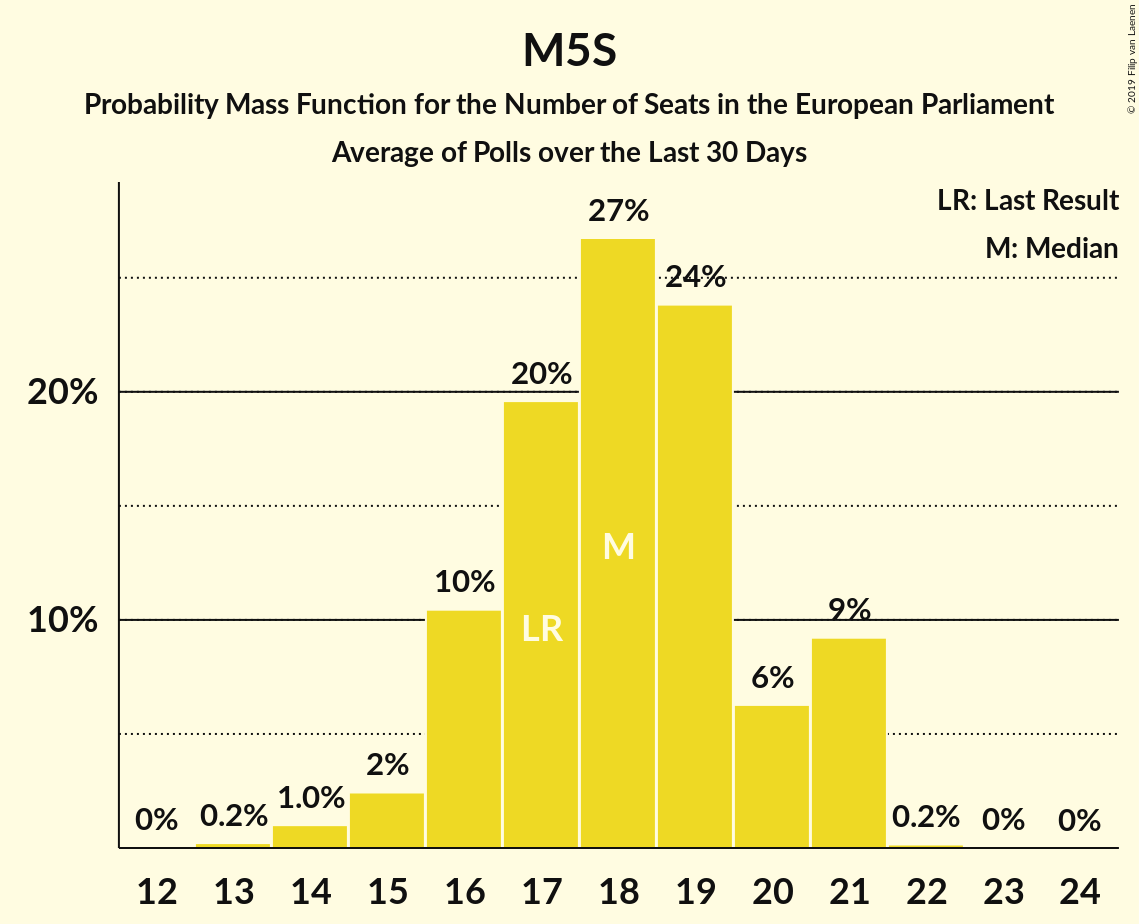 M5S
Probability Mass Function for the Number of Seats in the European Parliament
Average of Polls over the Last 30 Days
© 2019 Filip van Laenen
LR: Last Result
M: Median
27%
24%
20%
20%
M
10%
LR
10%
9%
6%
2%
1.0%
0%
0.2%
0.2%
0%
0%
12 13 14 15 16 17 18 19 20 21 22 23 24